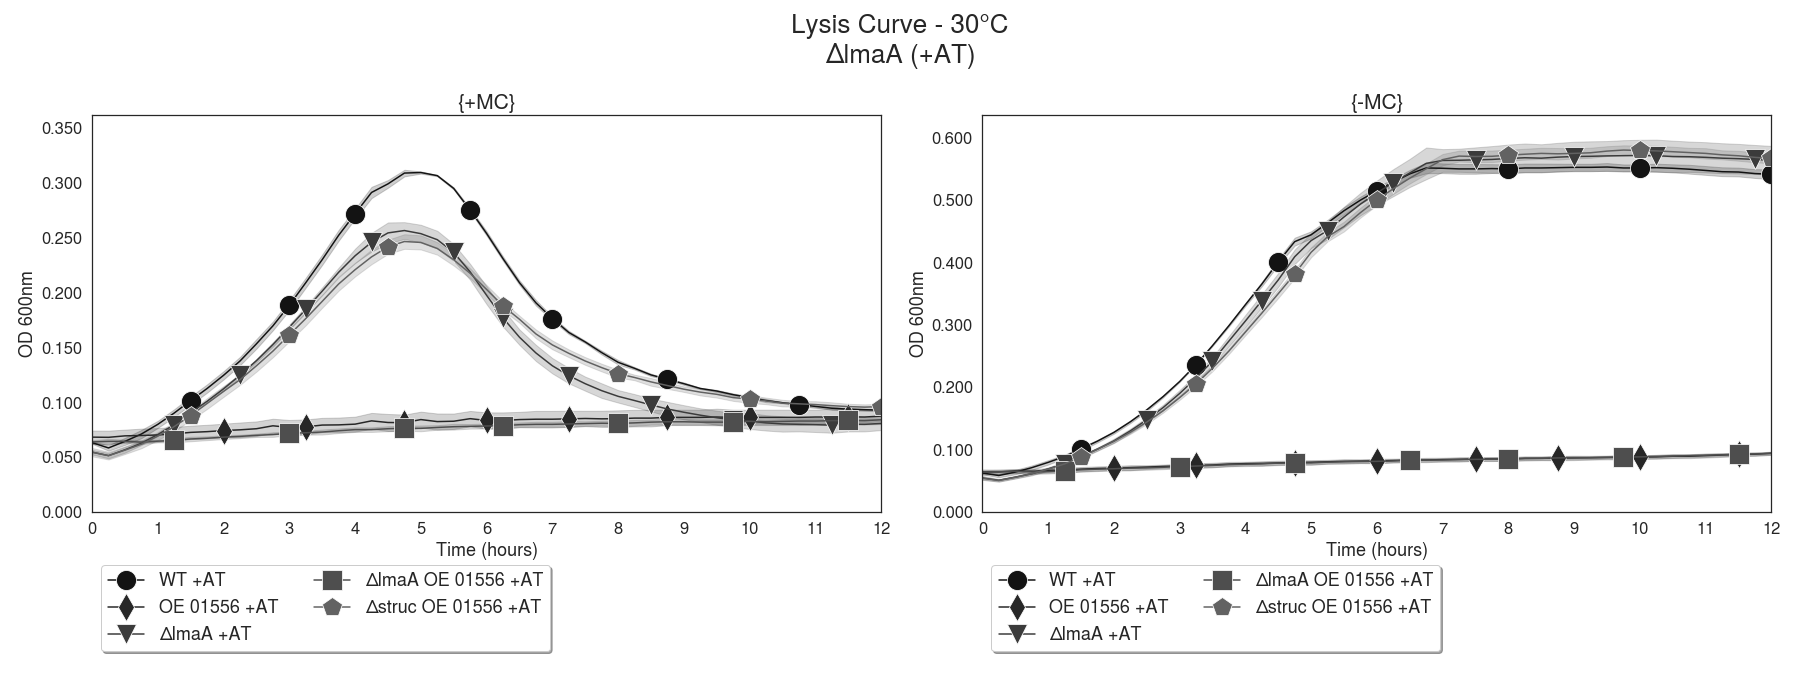 Lysis Curve - 30°C
ΔlmaA (+AT)
{+MC}
0.350
0.300
0.250
0.200
0.150
0.100
0.050
0.000
OD 600nm
0 1 2 3 4 5 6 7 8 9 10 11 12
Time (hours)
WT +AT
OE 01556 +AT
ΔlmaA +AT
ΔlmaA OE 01556 +AT
Δstruc OE 01556 +AT
{-MC}
0.600
0.500
0.400
0.300
0.200
0.100
0.000
OD 600nm
0 1 2 3 4 5 6 7 8 9 10 11 12
Time (hours)
WT +AT
OE 01556 +AT
ΔlmaA +AT
ΔlmaA OE 01556 +AT
Δstruc OE 01556 +AT